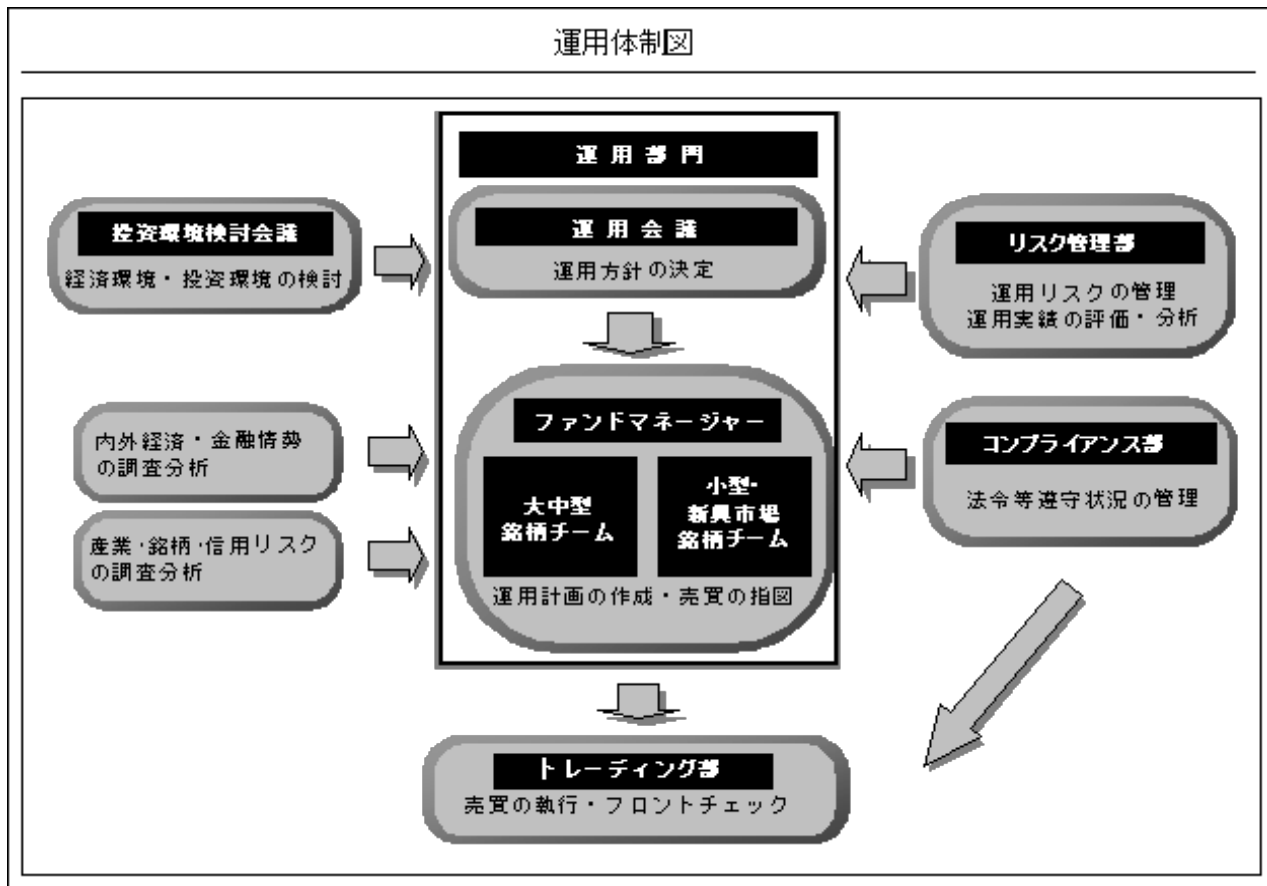 運用体制図
運用部門
投資環境検討会議
経済環境・投資環境の検討
運用会議
運用方針の決定
リスク管理部
運用リスクの管理
運用実績の評価・分析
内外経済・金融情勢
の調査分析
産業・銘柄・信用リスク
の調査分析
ファンドマネージャー
大中型
銘柄チーム
小型・
新興市場
銘柄チーム
運用計画の作成・売買の指図
コンプライアンス部
法令等遵守状況の管理
トレーディング部
売買の執行・フロントチェック